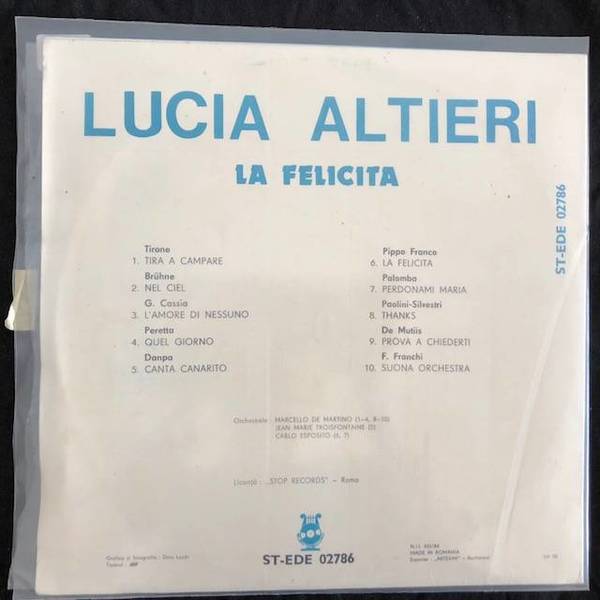 LUCIA ALTIERI
LA FELICITA
ST-EDE 02786
Tirone
1. TIRA A CAMPARE
Brühne
2. NEL CIEL
G. Cassia
3. L'AMORE DI NESSUNO
Peretta
4. QUEL GIORNO
Danpa
5. CANTA CANARITO
Pippo Franco
6. LA FELICITA
Palomba
7. PERDONAMI MARIA
Paolini-Silvestri
8. THANKS
De Mutiis
9. PROVA A CHIEDERTI
F. Franchi
10. SUONA ORCHESTRA
Orchestrale: MARCELLO DE MARTINO (1-4, 8-10)
JEAN MARIE TROISFONTAINE (5)
CARLO ESPOSITO (6, 7)
Licență: „STOP RECORDS" – Roma
ST-EDE 02786
MADE IN ROMANIA